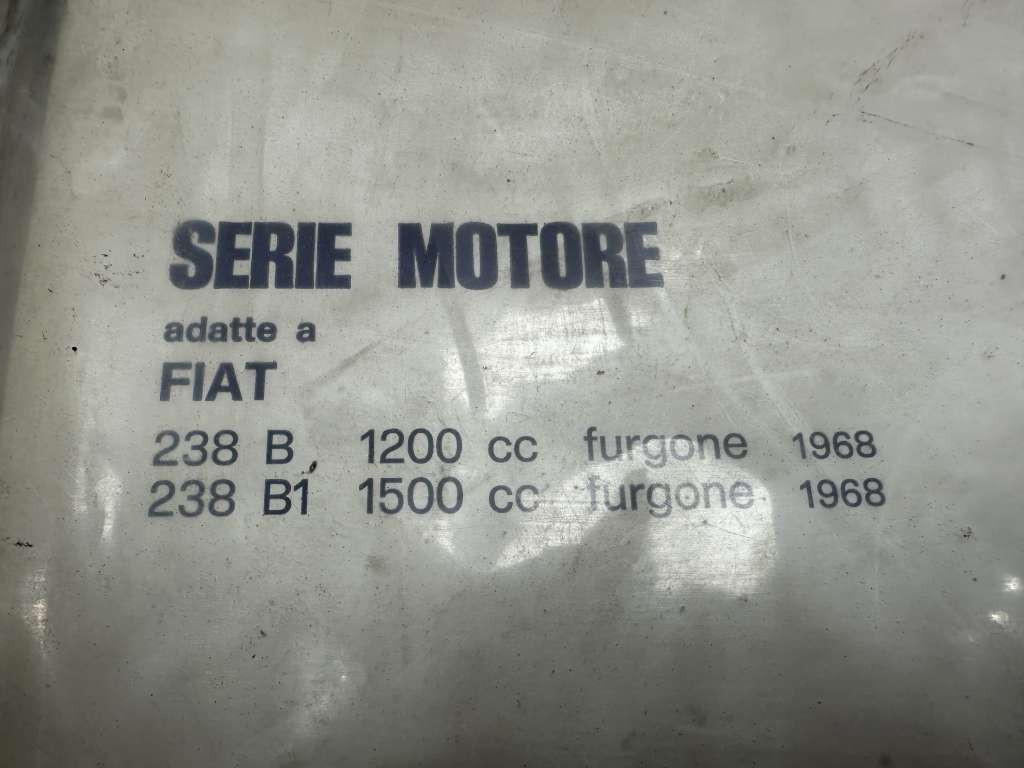 SERIE MOTORE
adatte a
FIAT
238 B 1200 cc furgone 1968
238 B1 1500 cc furgone 1968